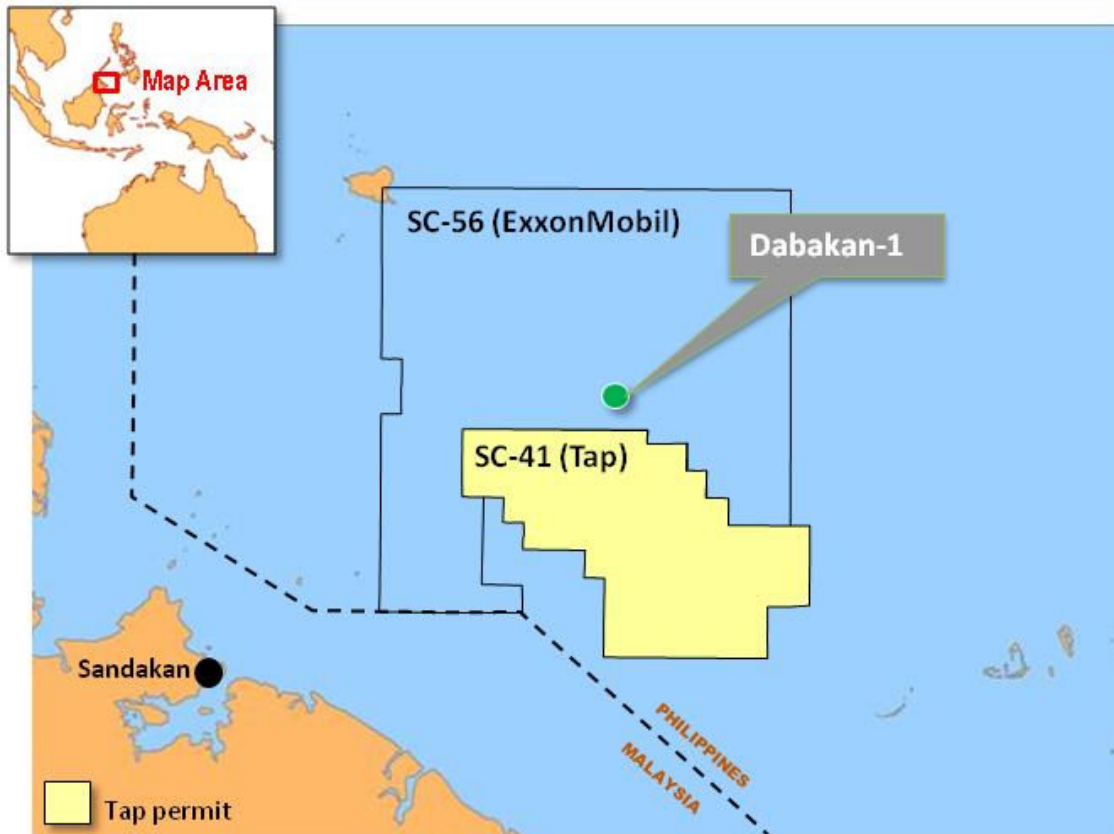 Map Area
SC-56 (ExxonMobil)
Dabakan-1
SC-41 (Tap)
Sandakan
PHILIPPINES
MALAYSIA
Tap permit